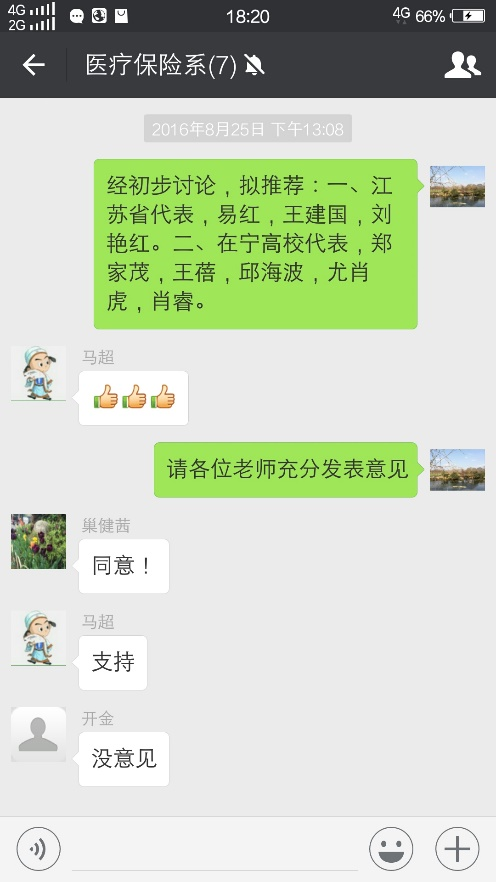 4G
2G
18:20
4G 66%
医疗保险系(7)
2016年8月25日 下午13:08
经初步讨论，拟推荐：一、江
苏省代表，易红，王建国，刘
艳红。二、在宁高校代表，郑
家茂，王蓓，邱海波，尤肖
虎，肖睿。
马超
请各位老师充分发表意见
巢健茜
同意！
马超
支持
开金
没意见